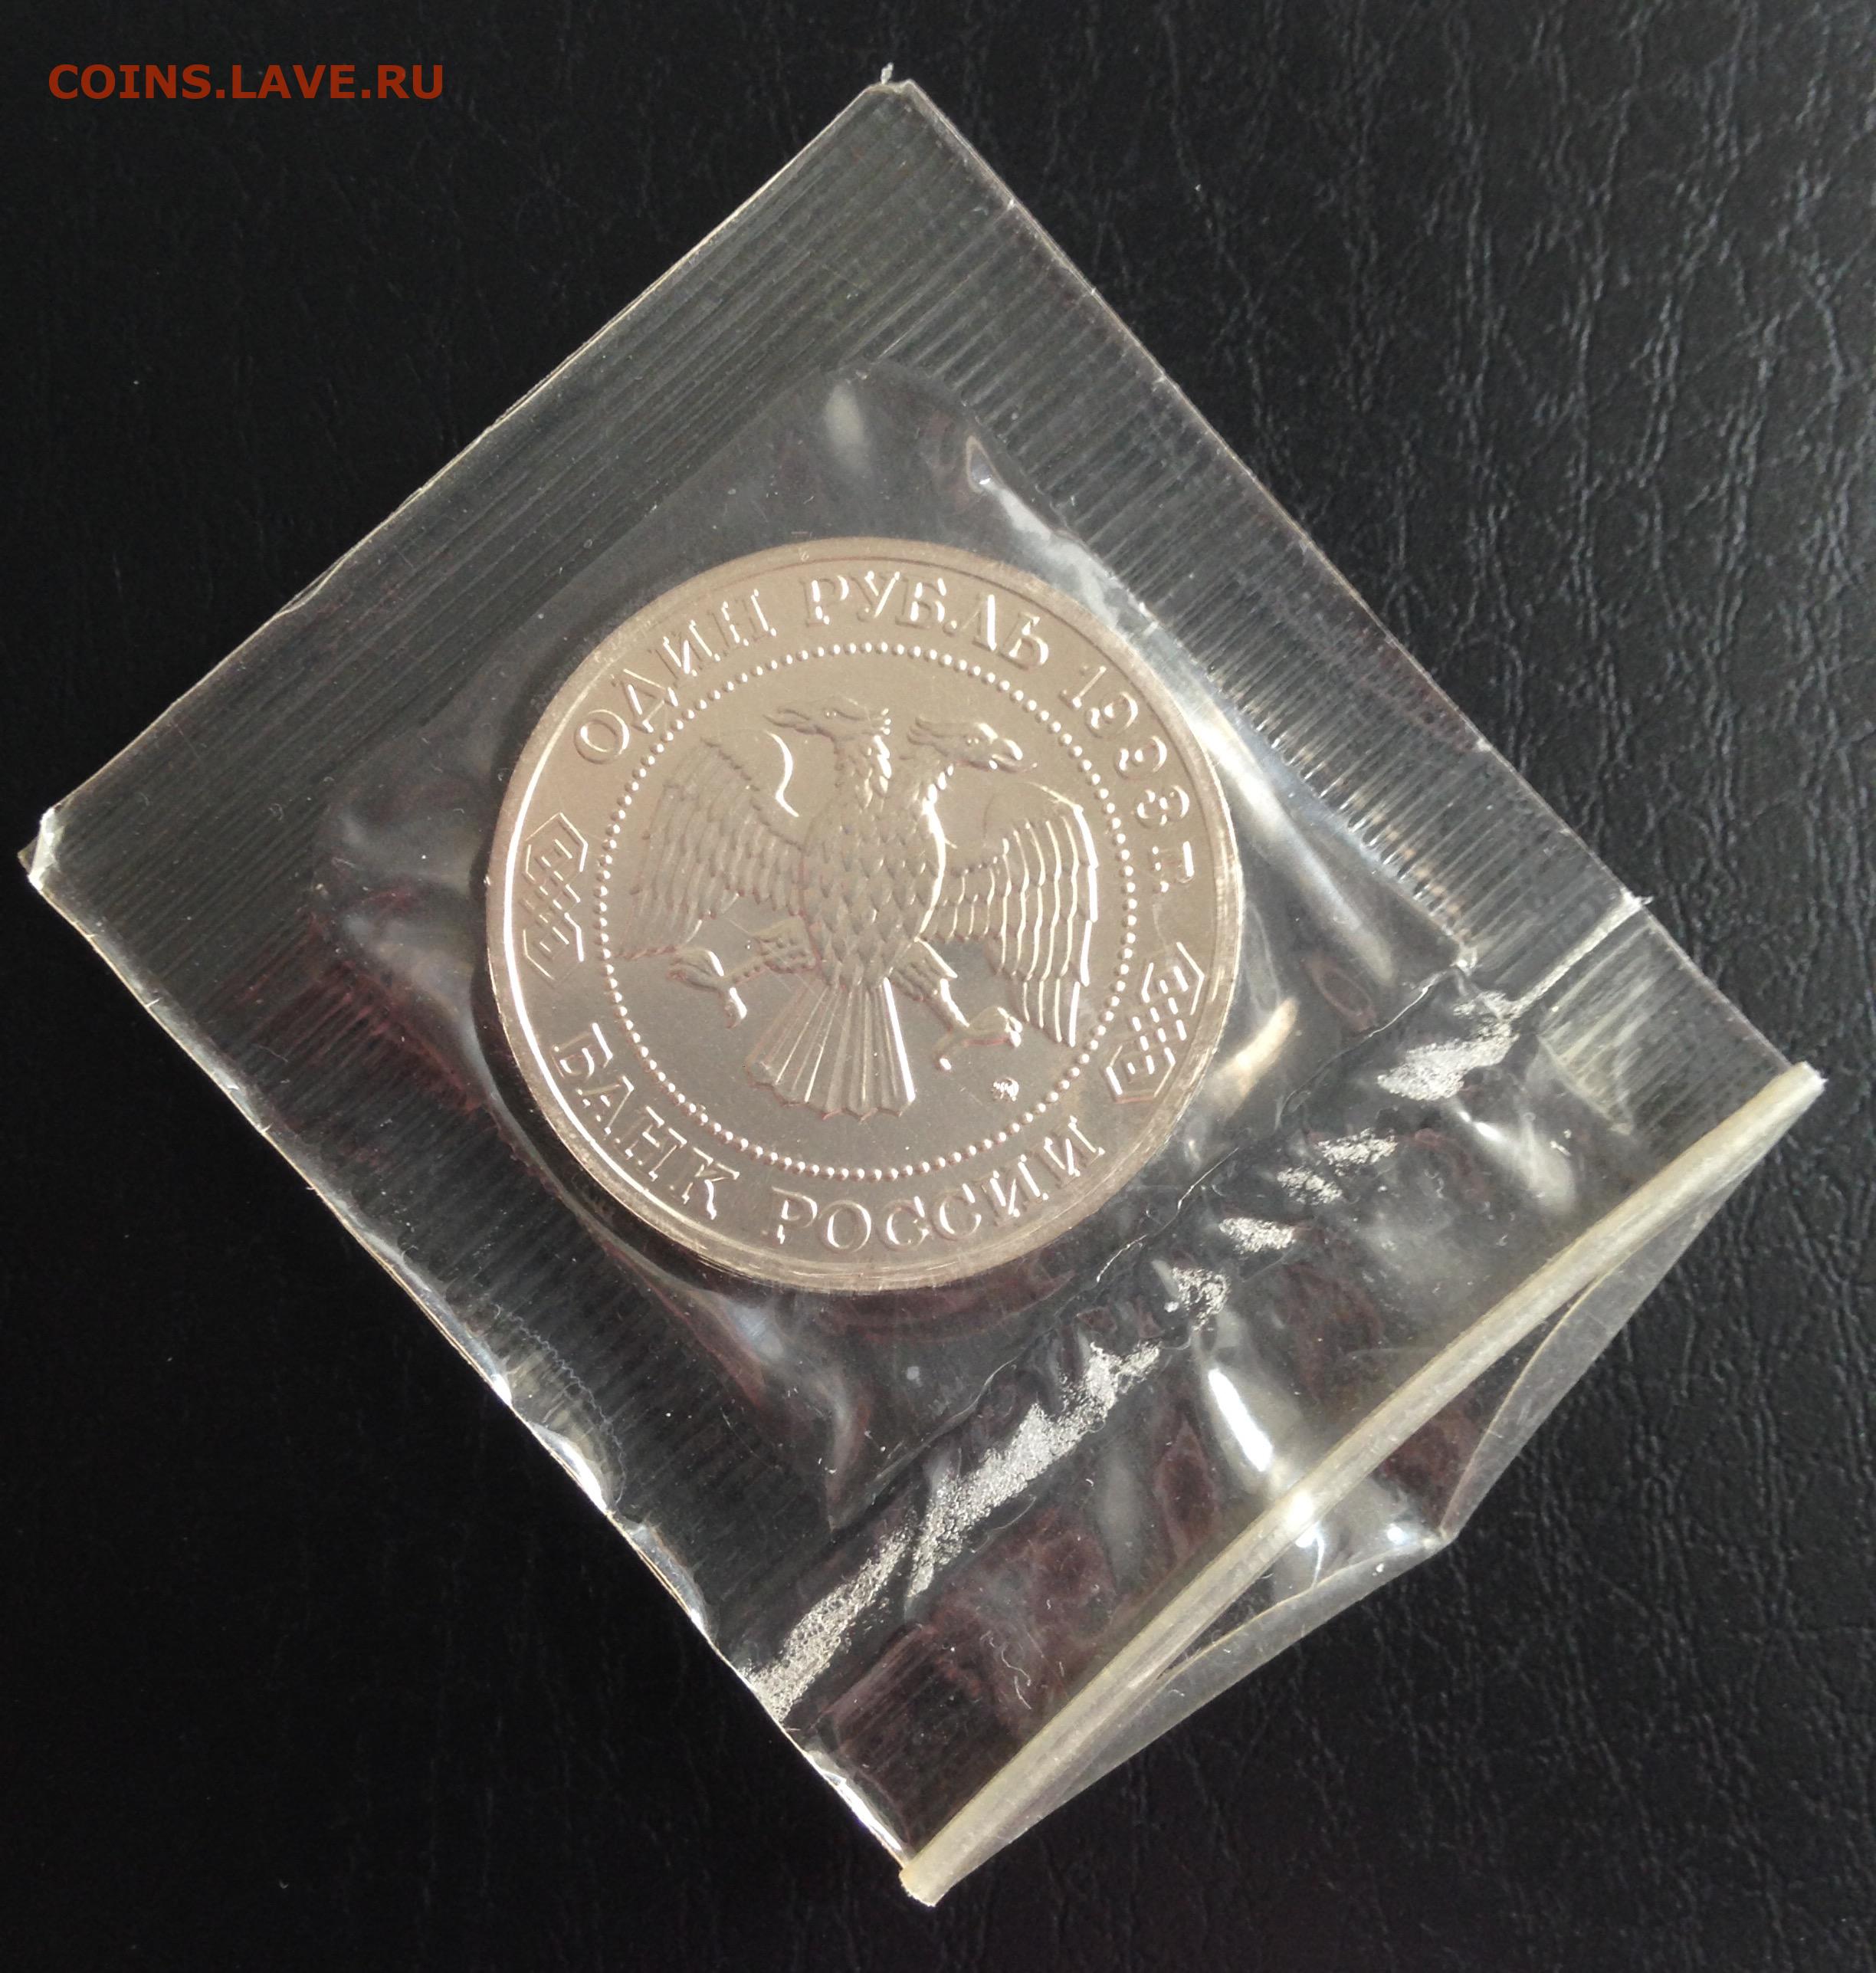 COINS.LAVE.RU
ОДИН РУБЛЬ 1993г.
БАНК РОССИИ